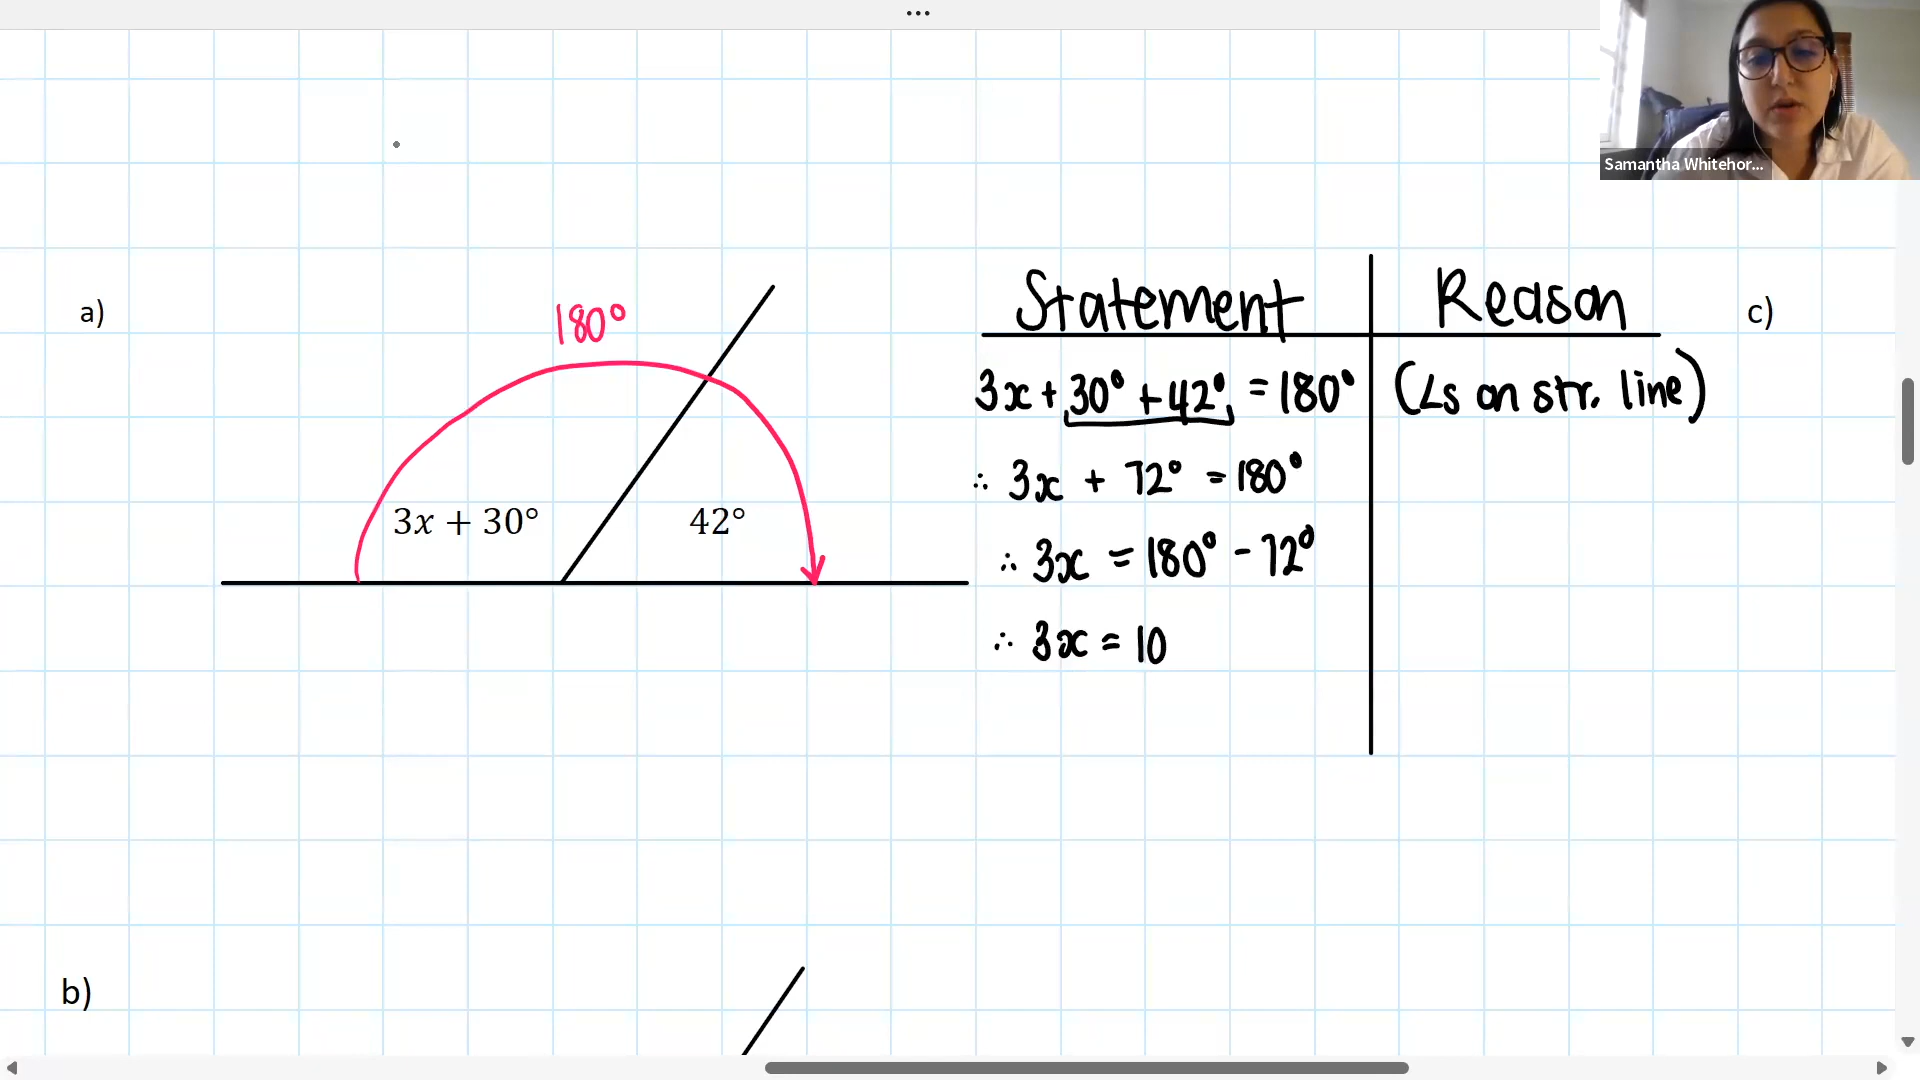 Samantha Whitehor...
a)
180°
3x + 30°
42°
Statement
Reason
c)
3x + 30° + 42° = 180°
(∠s on str. line)
∴ 3x + 72° = 180°
∴ 3x = 180° - 72°
∴ 3x = 10
b)